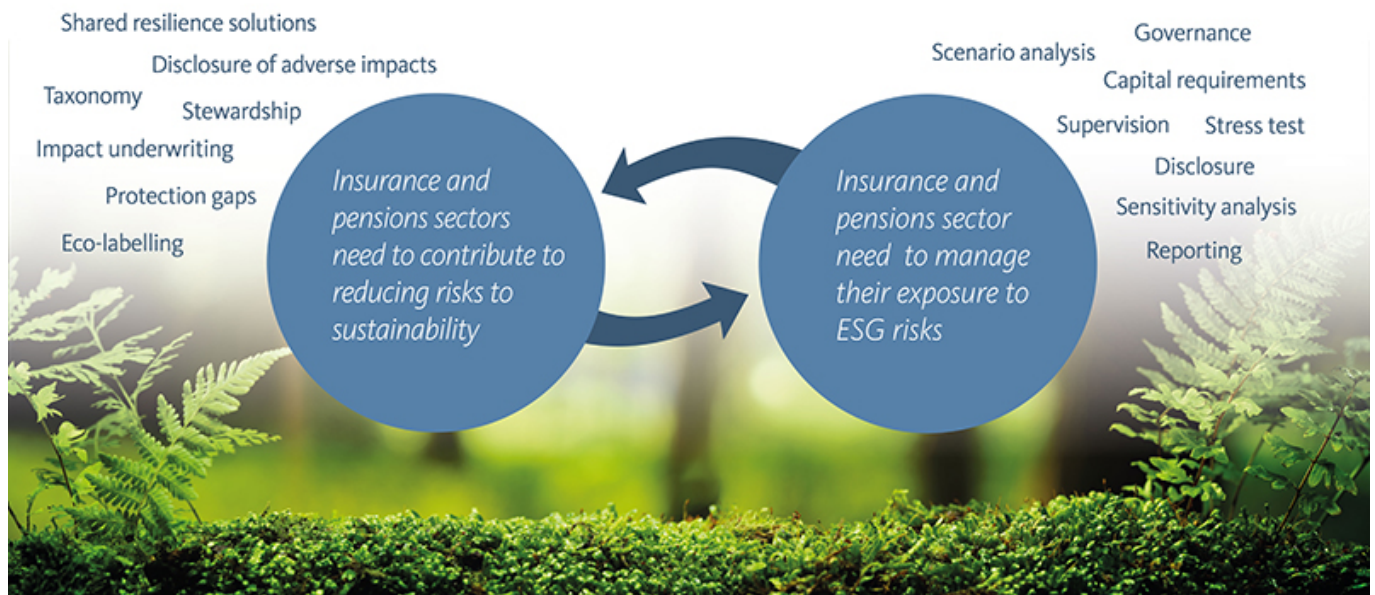 Shared resilience solutions
Disclosure of adverse impacts
Taxonomy
Stewardship
Impact underwriting
Protection gaps
Eco-labelling
Insurance and
pensions sectors
need to contribute to
reducing risks to
sustainability
Insurance and
pensions sector
need to manage
their exposure to
ESG risks
Governance
Scenario analysis
Capital requirements
Supervision
Stress test
Disclosure
Sensitivity analysis
Reporting